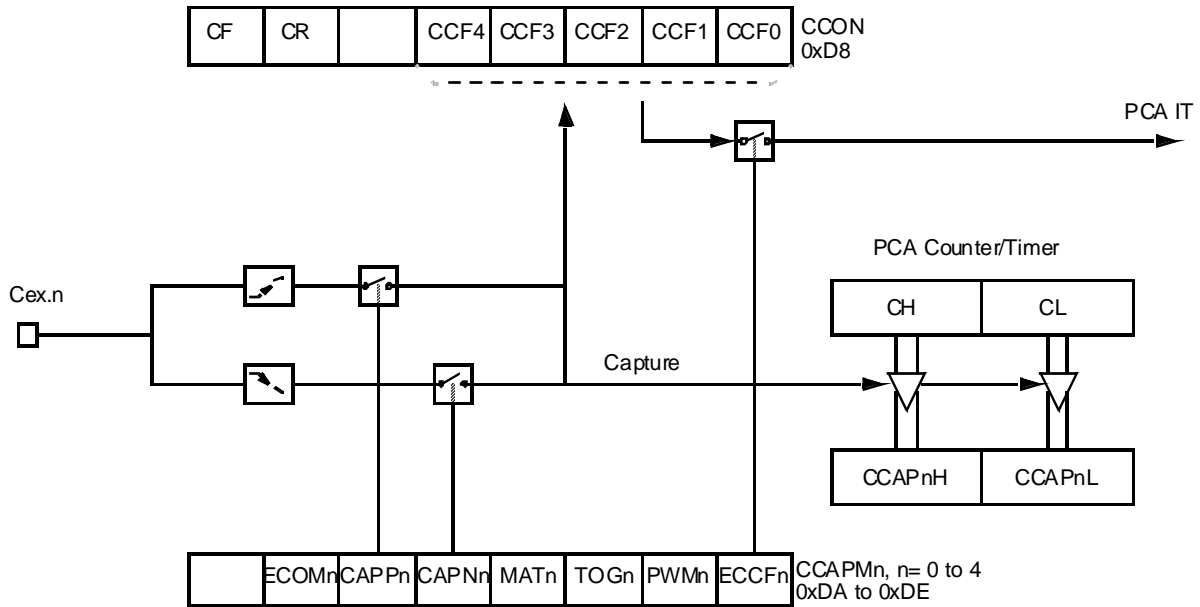 CF CR CCF4 CCF3 CCF2 CCF1 CCF0 CCON
0xD8
PCA IT
PCA Counter/Timer
Cex.n
CH CL
Capture
CCAPnH CCAPnL
ECOMn CAPPn CAPNn MATn TOGn PWMn ECCFn CCAPMn, n= 0 to 4
0xDA to 0xDE